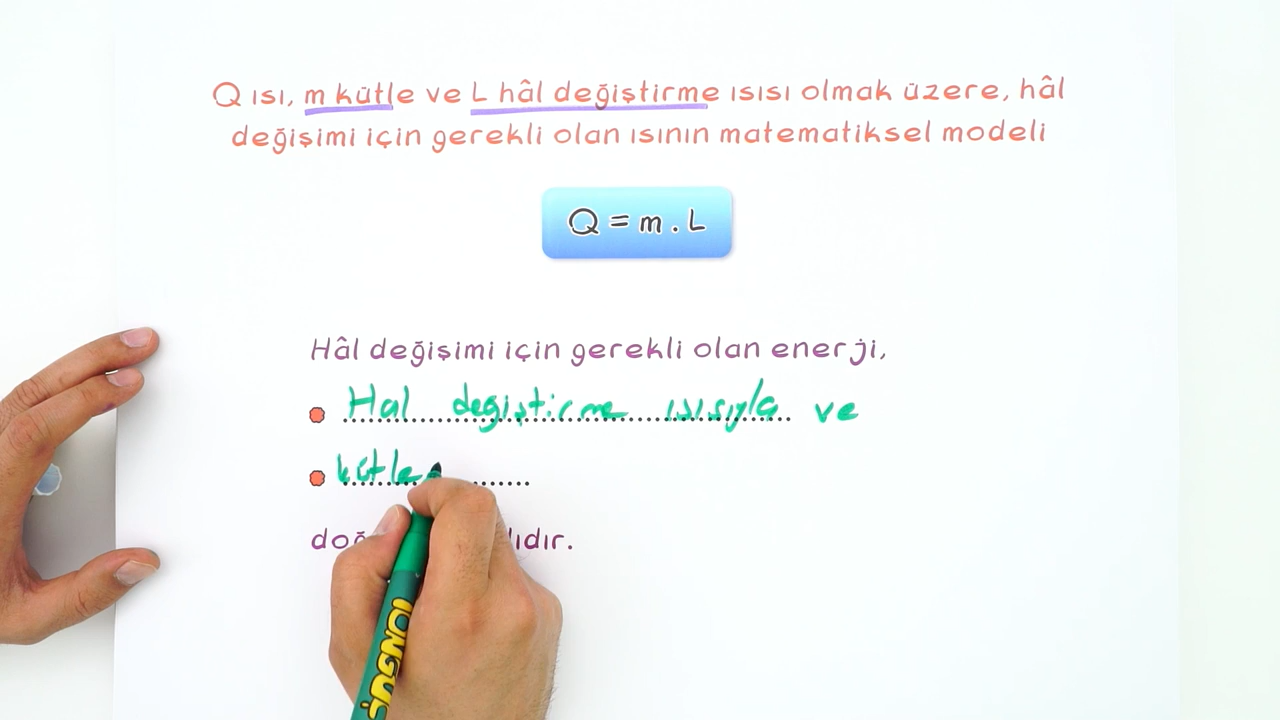 Q ısı, m kütle ve L hâl değiştirme ısısı olmak üzere, hâl
değişimi için gerekli olan ısının matematiksel modeli
Q = m . L
Hâl değişimi için gerekli olan enerji,
Hal değiştirme ısısıyla ve
kütle